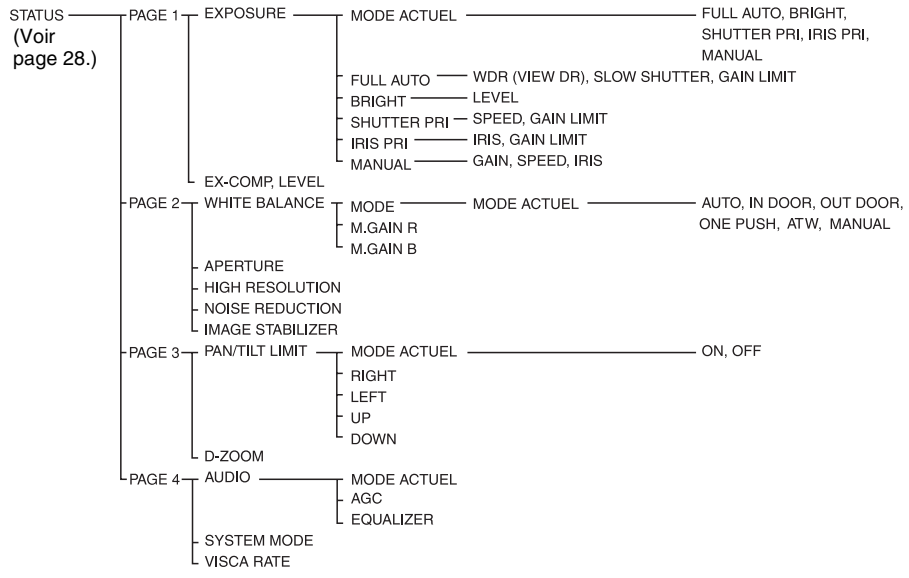 STATUS PAGE 1 EXPOSURE MODE ACTUEL FULL AUTO, BRIGHT,
(Voir SHUTTER PRI, IRIS PRI,
page 28.) MANUAL
FULL AUTO WDR (VIEW DR), SLOW SHUTTER, GAIN LIMIT
BRIGHT LEVEL
SHUTTER PRI SPEED, GAIN LIMIT
IRIS PRI IRIS, GAIN LIMIT
MANUAL GAIN, SPEED, IRIS
EX-COMP, LEVEL
PAGE 2 WHITE BALANCE MODE MODE ACTUEL AUTO, IN DOOR, OUT DOOR,
M.GAIN R ONE PUSH, ATW, MANUAL
M.GAIN B
APERTURE
HIGH RESOLUTION
NOISE REDUCTION
IMAGE STABILIZER
PAGE 3 PAN/TILT LIMIT MODE ACTUEL ON, OFF
RIGHT
LEFT
UP
DOWN
D-ZOOM
PAGE 4 AUDIO MODE ACTUEL
AGC
EQUALIZER
SYSTEM MODE
VISCA RATE